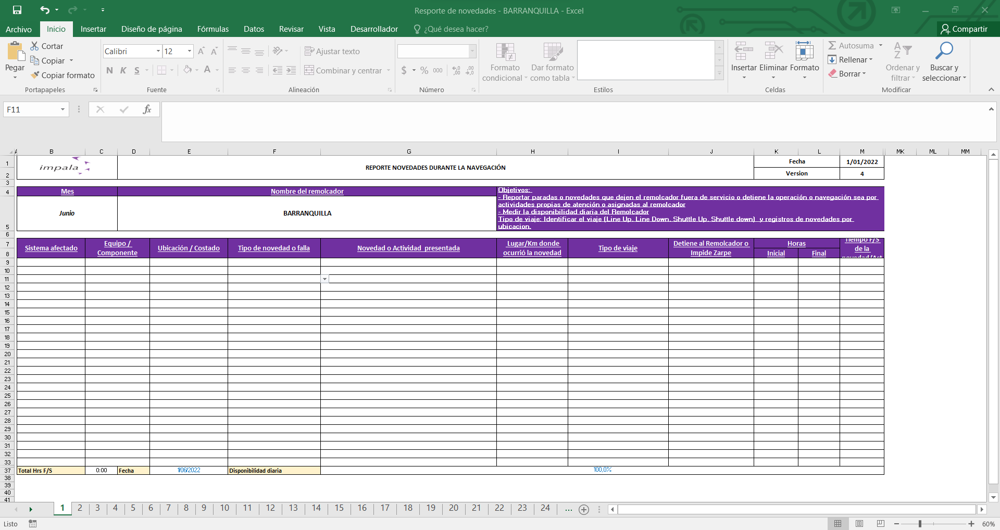 Resporte de novedades - BARRANQUILLA - Excel
Archivo Inicio Insertar Diseño de página Fórmulas Datos Revisar Vista Desarrollador ¿Qué desea hacer? Compartir
Pegar
Cortar
Copiar
Copiar formato
Portapapeles
Calibri 12
N K S
Fuente
Ajustar texto
Combinar y centrar
Alineación
$ % 000
Número
Formato condicional
Dar formato como tabla
Estilos
Insertar Eliminar Formato
Celdas
Autosuma
Rellenar
Borrar
Ordenar y filtrar
Buscar y seleccionar
Modificar
F11
fx
A B C D E F G H I J K L M MK ML MM
impala
REPORTE NOVEDADES DURANTE LA NAVEGACIÓN
Fecha 1/01/2022
Version 4
Mes Nombre del remolcador
Junio BARRANQUILLA
Objetivos:
- Reportar paradas o novedades que dejen el remolcador fuera de servicio o detiene la operación o navegación sea por
actividades propias de atención o asignadas al remolcador
- Medir la disponibilidad diaria del Remolcador
Tipo de viaje: Identificar el viaje (Line Up, Line Down, Shuttle Up, Shuttle down) y registros de novedades por
ubicacion.
Sistema afectado
Equipo /
Componente
Ubicación / Costado
Tipo de novedad o falla
Novedad o Actividad presentada
Lugar/Km donde
ocurrió la novedad
Tipo de viaje
Detiene al Remolcador o
Impide Zarpe
Horas
Inicial Final
Tiempo F/S
de la
novedad/Act
1
2
3
4
5
6
7
8
9
10
11
12
13
14
15
16
17
18
19
20
21
22
23
24
25
26
27
28
29
30
31
32
33
37
38
39
40
41
Total Hrs F/S 0:00 Fecha 1/06/2022 Disponibilidad diaria 100,0%
1 2 3 4 5 6 7 8 9 10 11 12 13 14 15 16 17 18 19 20 21 22 23 24 ...
Listo
60%